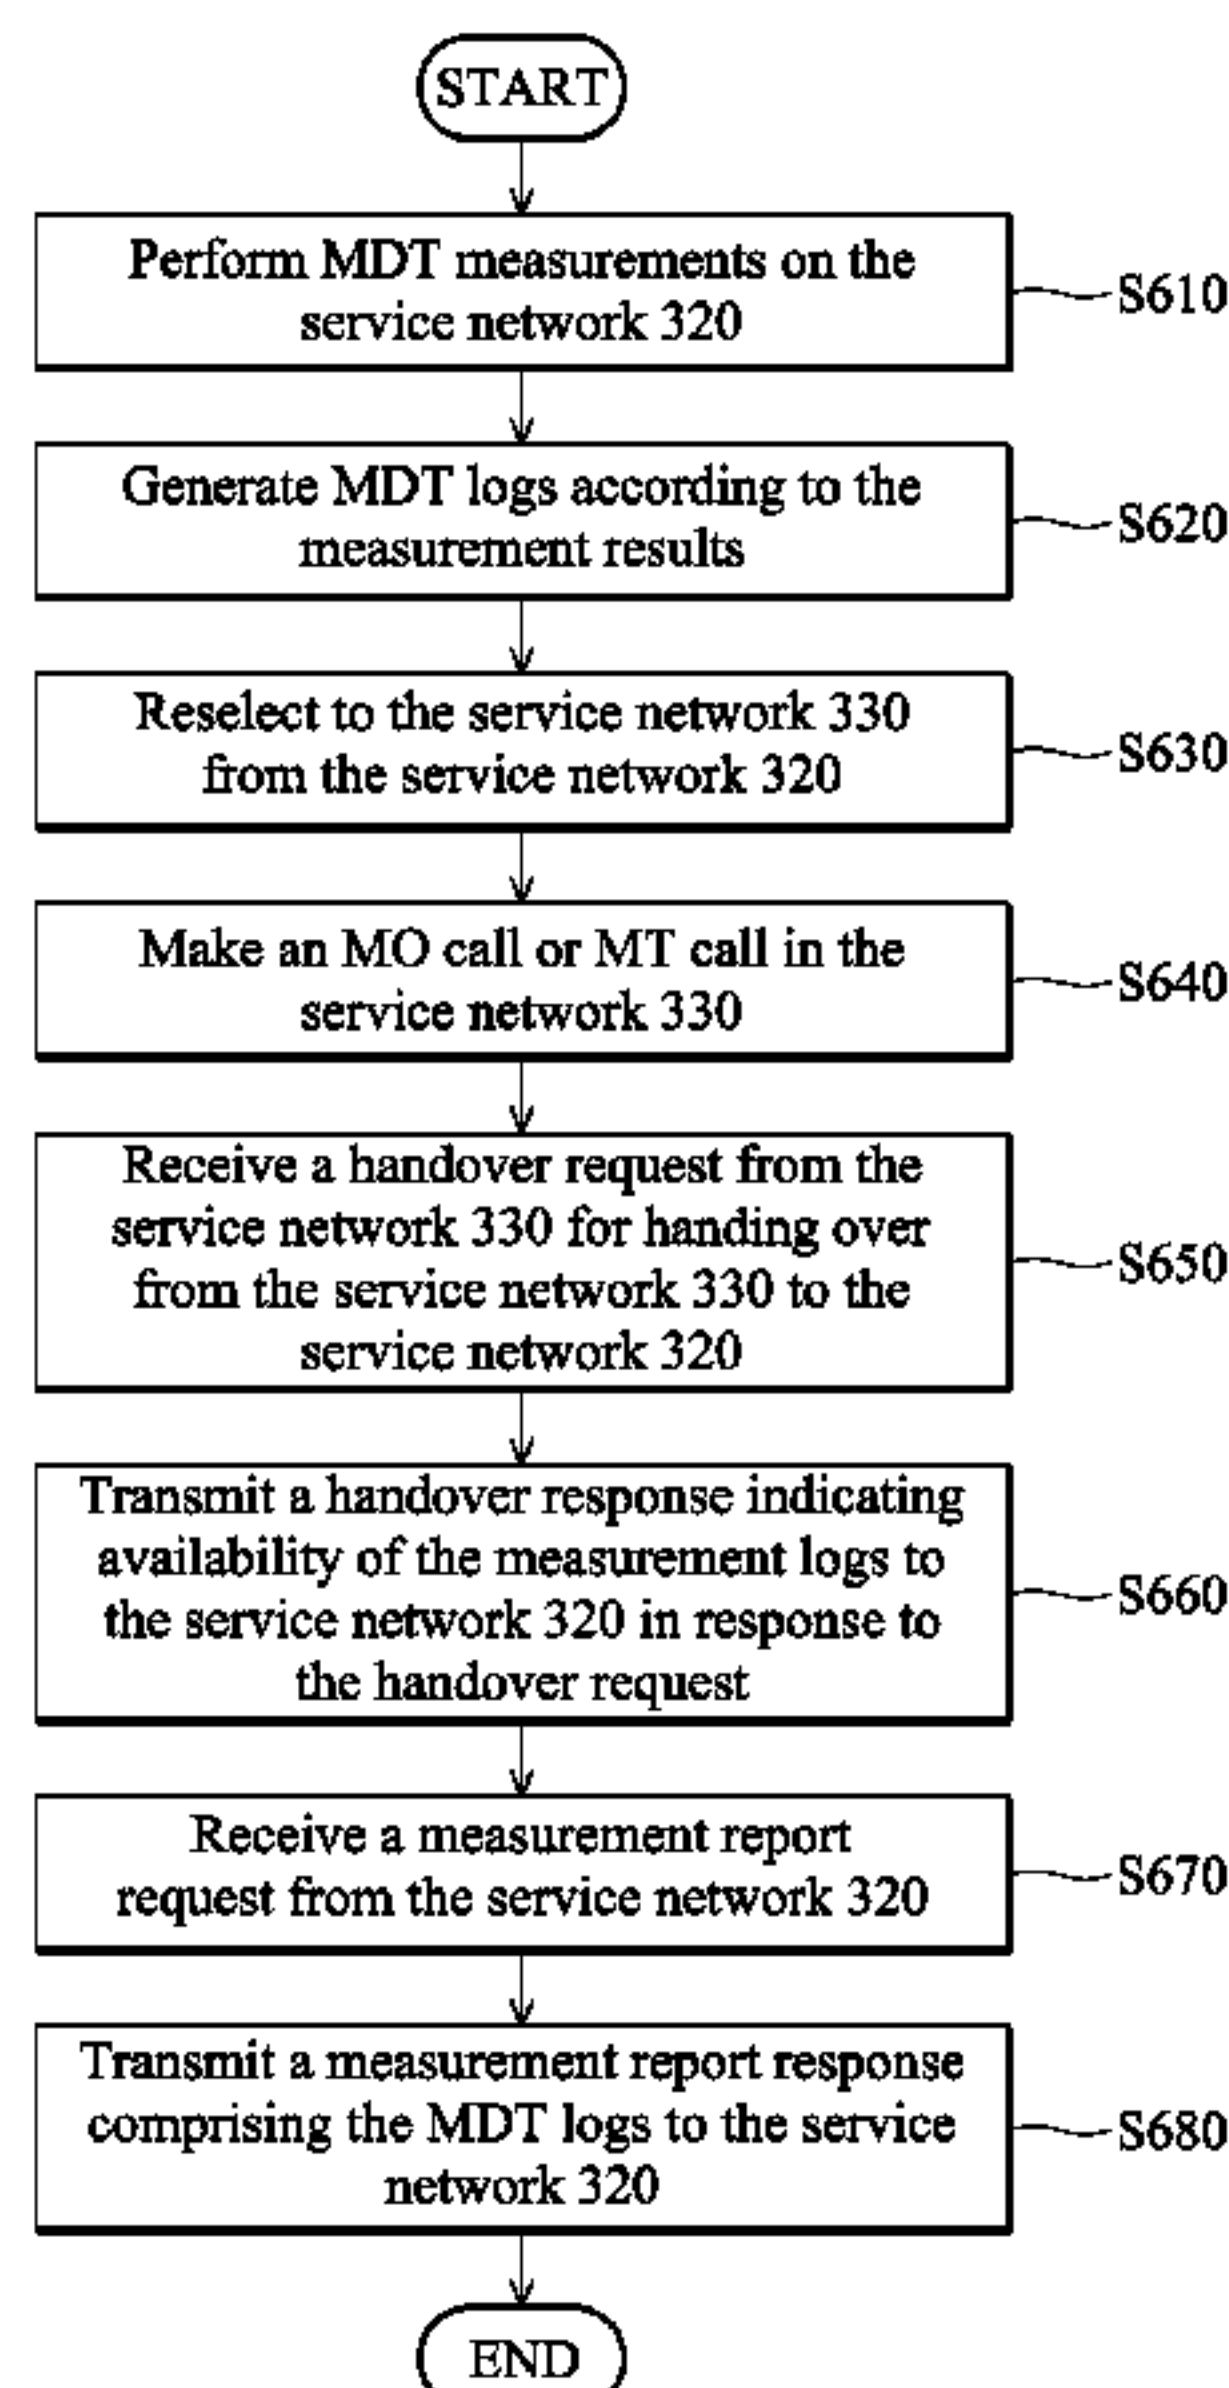 START
Perform MDT measurements on the
service network 320
S610
Generate MDT logs according to the
measurement results
S620
Reselect to the service network 330
from the service network 320
S630
Make an MO call or MT call in the
service network 330
S640
Receive a handover request from the
service network 330 for handing over
from the service network 330 to the
service network 320
S650
Transmit a handover response indicating
availability of the measurement logs to
the service network 320 in response to
the handover request
S660
Receive a measurement report
request from the service network 320
S670
Transmit a measurement report response
comprising the MDT logs to the service
network 320
S680
END